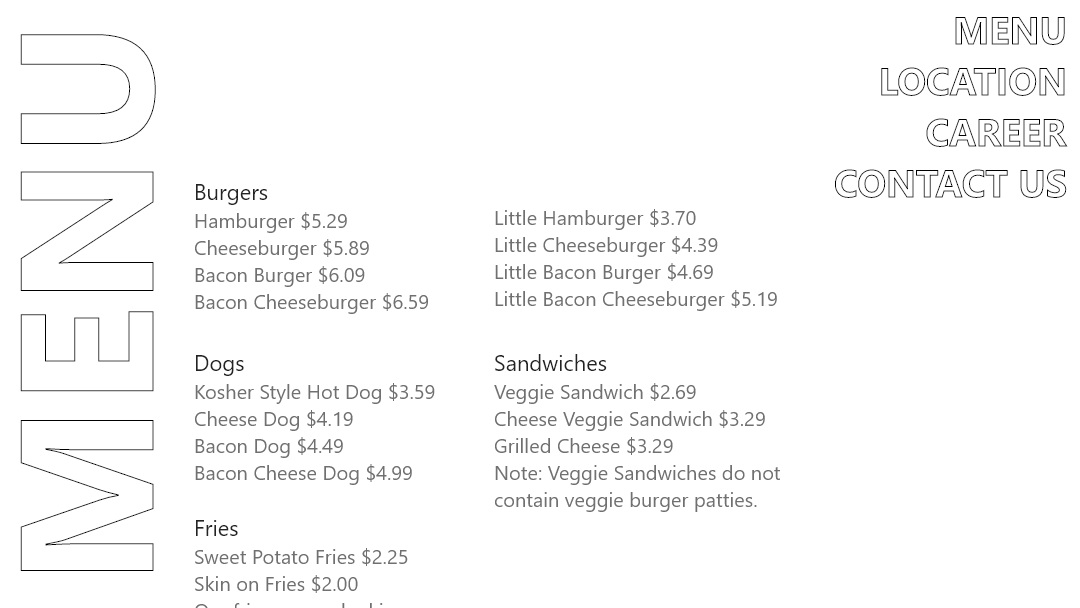 MENU
MENU
LOCATION
CAREER
CONTACT US
Burgers
Hamburger $5.29
Cheeseburger $5.89
Bacon Burger $6.09
Bacon Cheeseburger $6.59
Little Hamburger $3.70
Little Cheeseburger $4.39
Little Bacon Burger $4.69
Little Bacon Cheeseburger $5.19
Dogs
Kosher Style Hot Dog $3.59
Cheese Dog $4.19
Bacon Dog $4.49
Bacon Cheese Dog $4.99
Sandwiches
Veggie Sandwich $2.69
Cheese Veggie Sandwich $3.29
Grilled Cheese $3.29
Note: Veggie Sandwiches do not
contain veggie burger patties.
Fries
Sweet Potato Fries $2.25
Skin on Fries $2.00